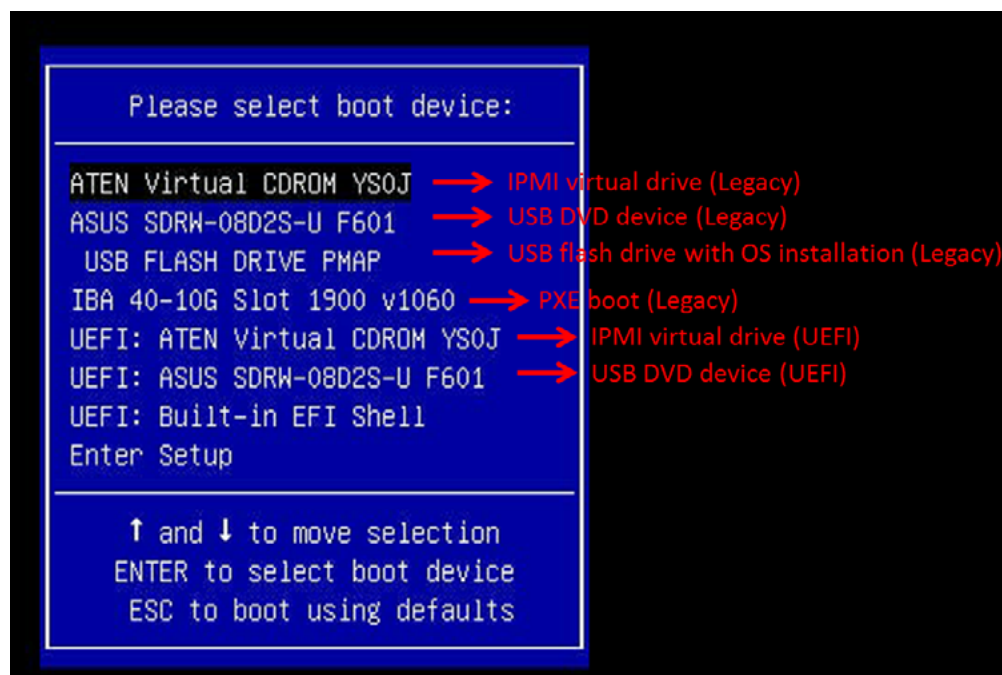 Please select boot device:
ATEN Virtual CDROM YS0J → IPMI virtual drive (Legacy)
ASUS SDRW-08D2S-U F601 → USB DVD device (Legacy)
USB FLASH DRIVE PMAP → USB flash drive with OS installation (Legacy)
IBA 40-10G Slot 1900 v1060 → PXE boot (Legacy)
UEFI: ATEN Virtual CDROM YS0J → IPMI virtual drive (UEFI)
UEFI: ASUS SDRW-08D2S-U F601 → USB DVD device (UEFI)
UEFI: Built-in EFI Shell
Enter Setup
↑ and ↓ to move selection
ENTER to select boot device
ESC to boot using defaults